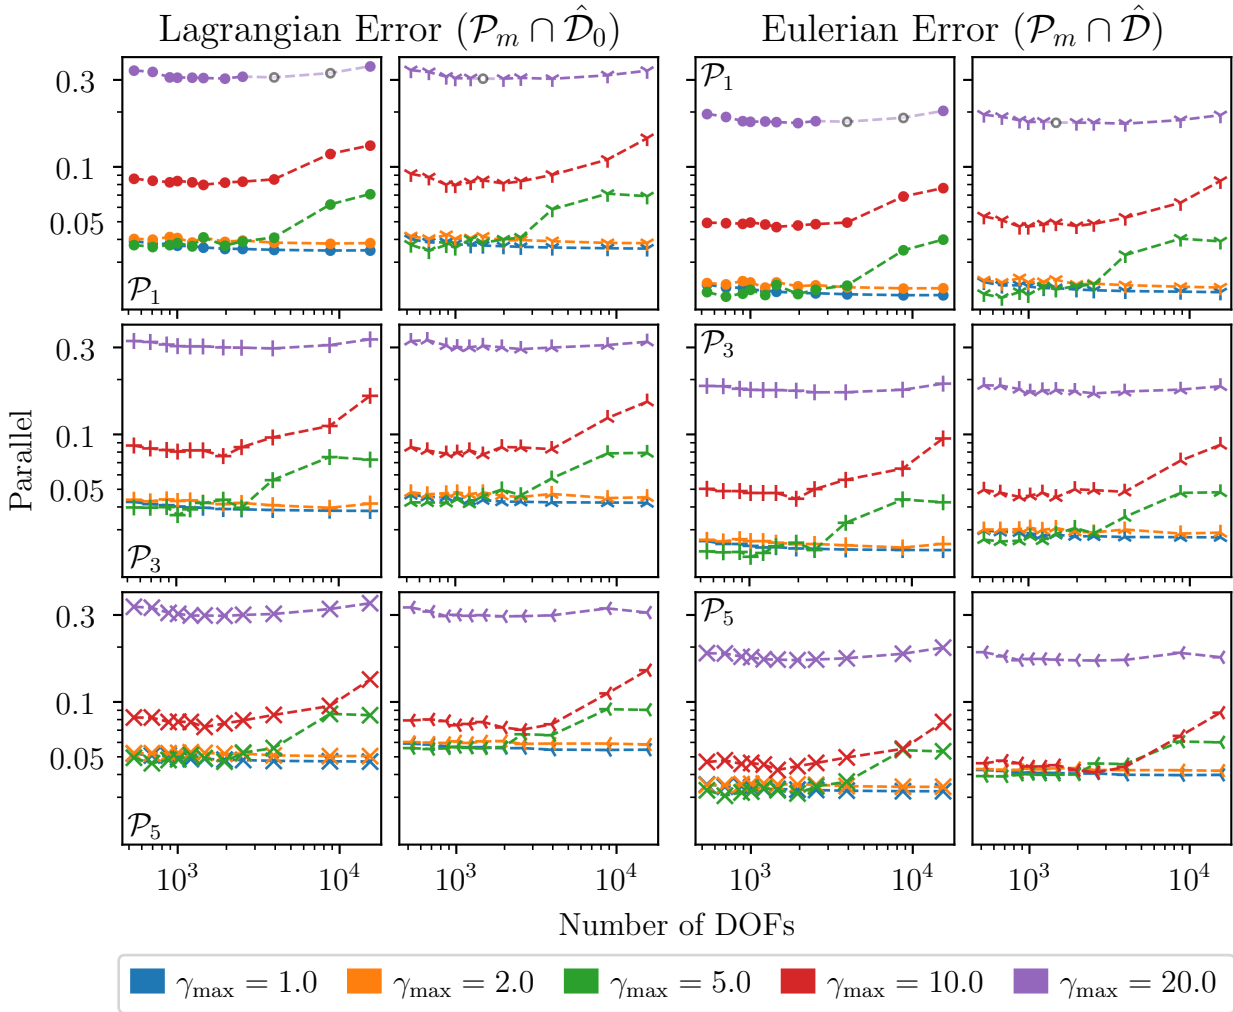 Lagrangian Error (𝒫ₘ ∩ 𝒟̂₀)
Eulerian Error (𝒫ₘ ∩ 𝒟̂)
0.3
0.1
0.05
𝒫₁
𝒫₁
0.3
0.1
0.05
𝒫₃
𝒫₃
Parallel
0.3
0.1
0.05
𝒫₅
𝒫₅
10³ 10⁴ 10³ 10⁴ 10³ 10⁴ 10³ 10⁴
Number of DOFs
γmax = 1.0 γmax = 2.0 γmax = 5.0 γmax = 10.0 γmax = 20.0